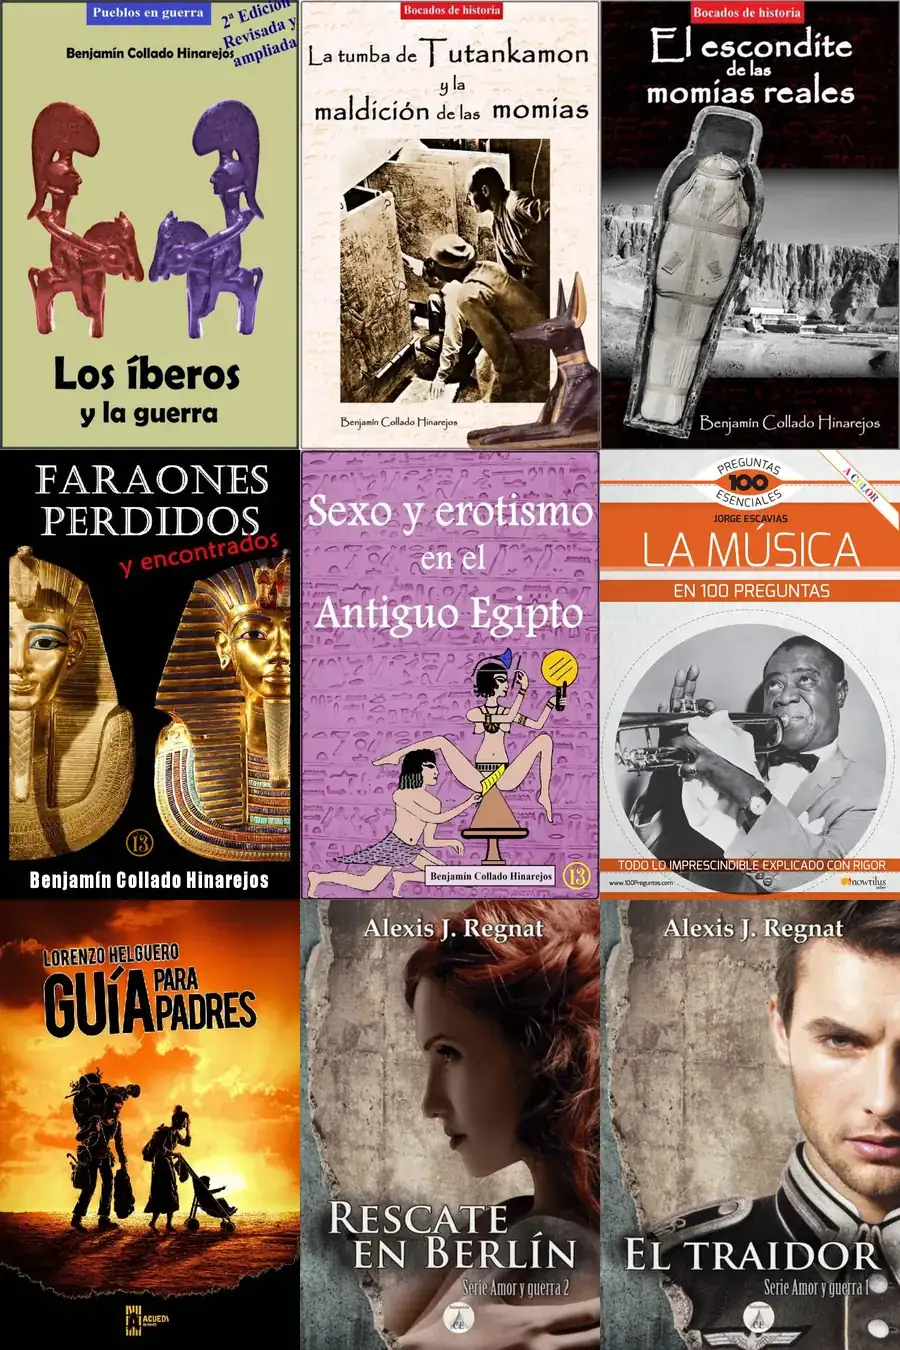 Pueblos en guerra
2ª Edición
Revisada y
ampliada
Benjamín Collado Hinarejos
Los íberos
y la guerra
Bocados de historia
La tumba de Tutankamon
y la
maldición de las momias
Benjamín Collado Hinarejos
Bocados de historia
El escondite
de las
momias reales
Benjamín Collado Hinarejos
FARAONES
PERDIDOS
y encontrados
13
Benjamín Collado Hinarejos
Sexo y erotismo
en el
Antiguo Egipto
Benjamín Collado Hinarejos
13
PREGUNTAS
100
ESENCIALES
A COLOR
JORGE ESCAVIAS
LA MÚSICA
EN 100 PREGUNTAS
TODO LO IMPRESCINDIBLE EXPLICADO CON RIGOR
www.100Preguntas.com
nowtilus
LORENZO HELGUERO
GUÍA PARA
PADRES
Alexis J. Regnat
RESCATE
EN BERLÍN
Serie Amor y guerra 2
CE
Alexis J. Regnat
EL TRAIDOR
Serie Amor y guerra 1
CE